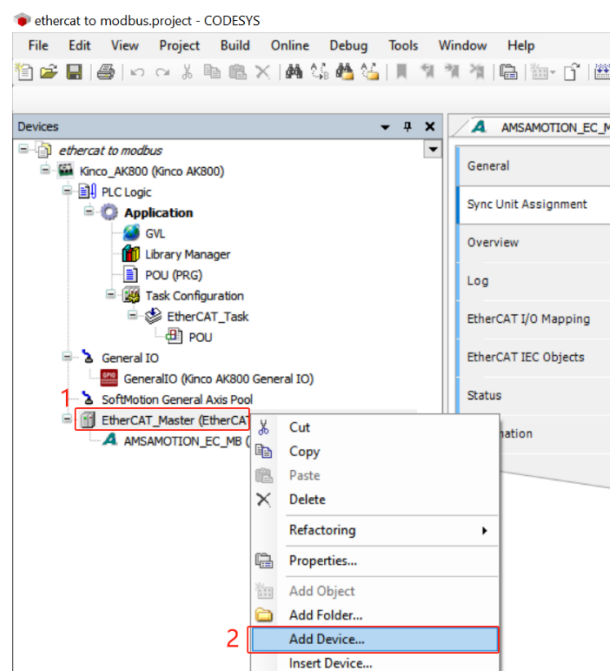 ethercat to modbus.project - CODESYS
File Edit View Project Build Online Debug Tools Window Help
Devices
ethercat to modbus
Kinco_AK800 (Kinco AK800)
PLC Logic
Application
GVL
Library Manager
POU (PRG)
Task Configuration
EtherCAT_Task
POU
General IO
GPIO
GeneralIO (Kinco AK800 General IO)
1
SoftMotion General Axis Pool
EtherCAT_Master (EtherCAT
AMSAMOTION_EC_MB (
AMSAMOTION_EC_M
General
Sync Unit Assignment
Overview
Log
EtherCAT I/O Mapping
EtherCAT IEC Objects
Status
mation
Cut
Copy
Paste
Delete
Refactoring
Properties...
Add Object
Add Folder...
2
Add Device...
Insert Device...